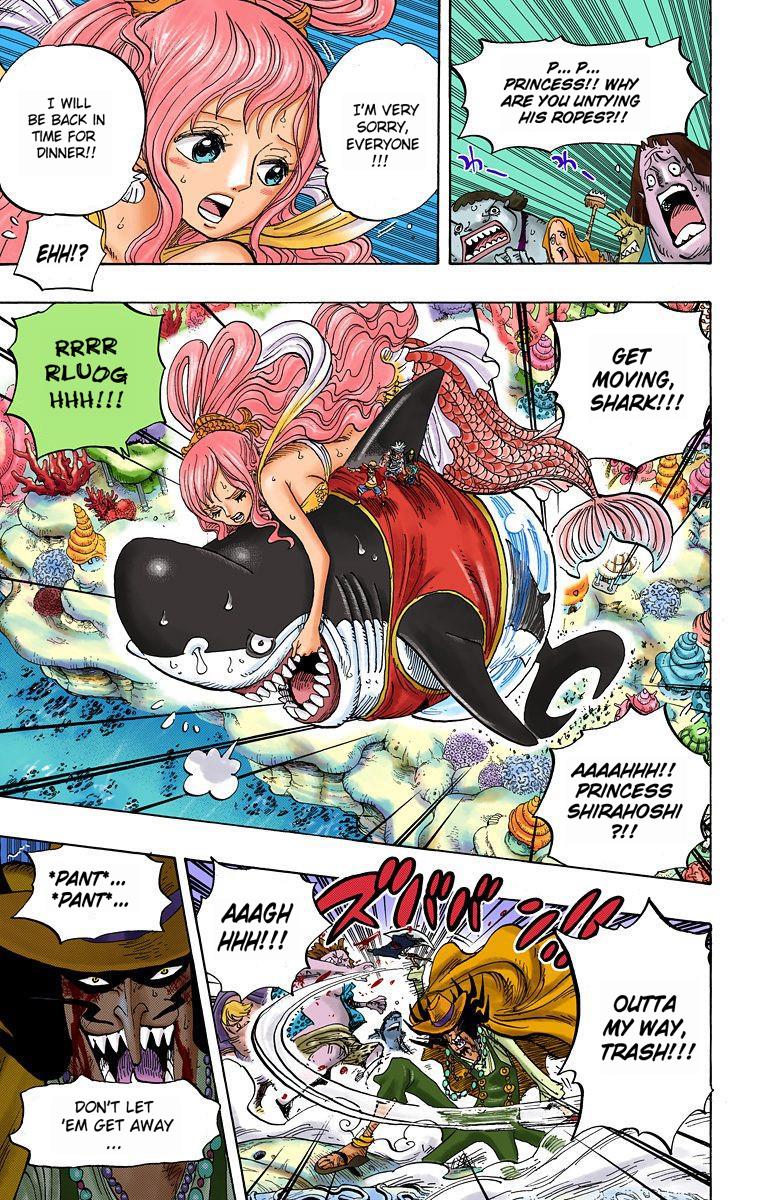 P... P...
PRINCESS!! WHY
ARE YOU UNTYING
HIS ROPES?!!
I'M VERY
SORRY,
EVERYONE
!!!
I WILL
BE BACK IN
TIME FOR
DINNER!!
EHH!?
GET
MOVING,
SHARK!!!
RRRR
RLUOG
HHH!!!
AAAAHHH!!
PRINCESS
SHIRAHOSHI
?!!
OUTTA
MY WAY,
TRASH!!!
ズバババン!!
AAAGH
HHH!!!
*PANT*...
*PANT*...
DON'T LET
'EM GET AWAY
...